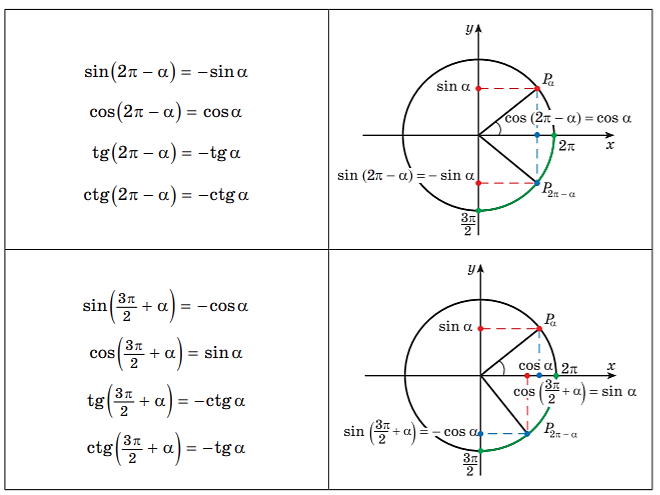 sin(2π − α) = −sin α
cos(2π − α) = cos α
tg(2π − α) = −tg α
ctg(2π − α) = −ctg α
y
P_α
sin α
cos (2π − α) = cos α
2π
x
sin (2π − α) = − sin α
P_{2π − α}
3π/2
sin(3π/2 + α) = −cos α
cos(3π/2 + α) = sin α
tg(3π/2 + α) = −ctg α
ctg(3π/2 + α) = −tg α
y
P_α
sin α
cos α
2π
x
cos (3π/2 + α) = sin α
sin (3π/2 + α) = − cos α
P_{2π − α}
3π/2